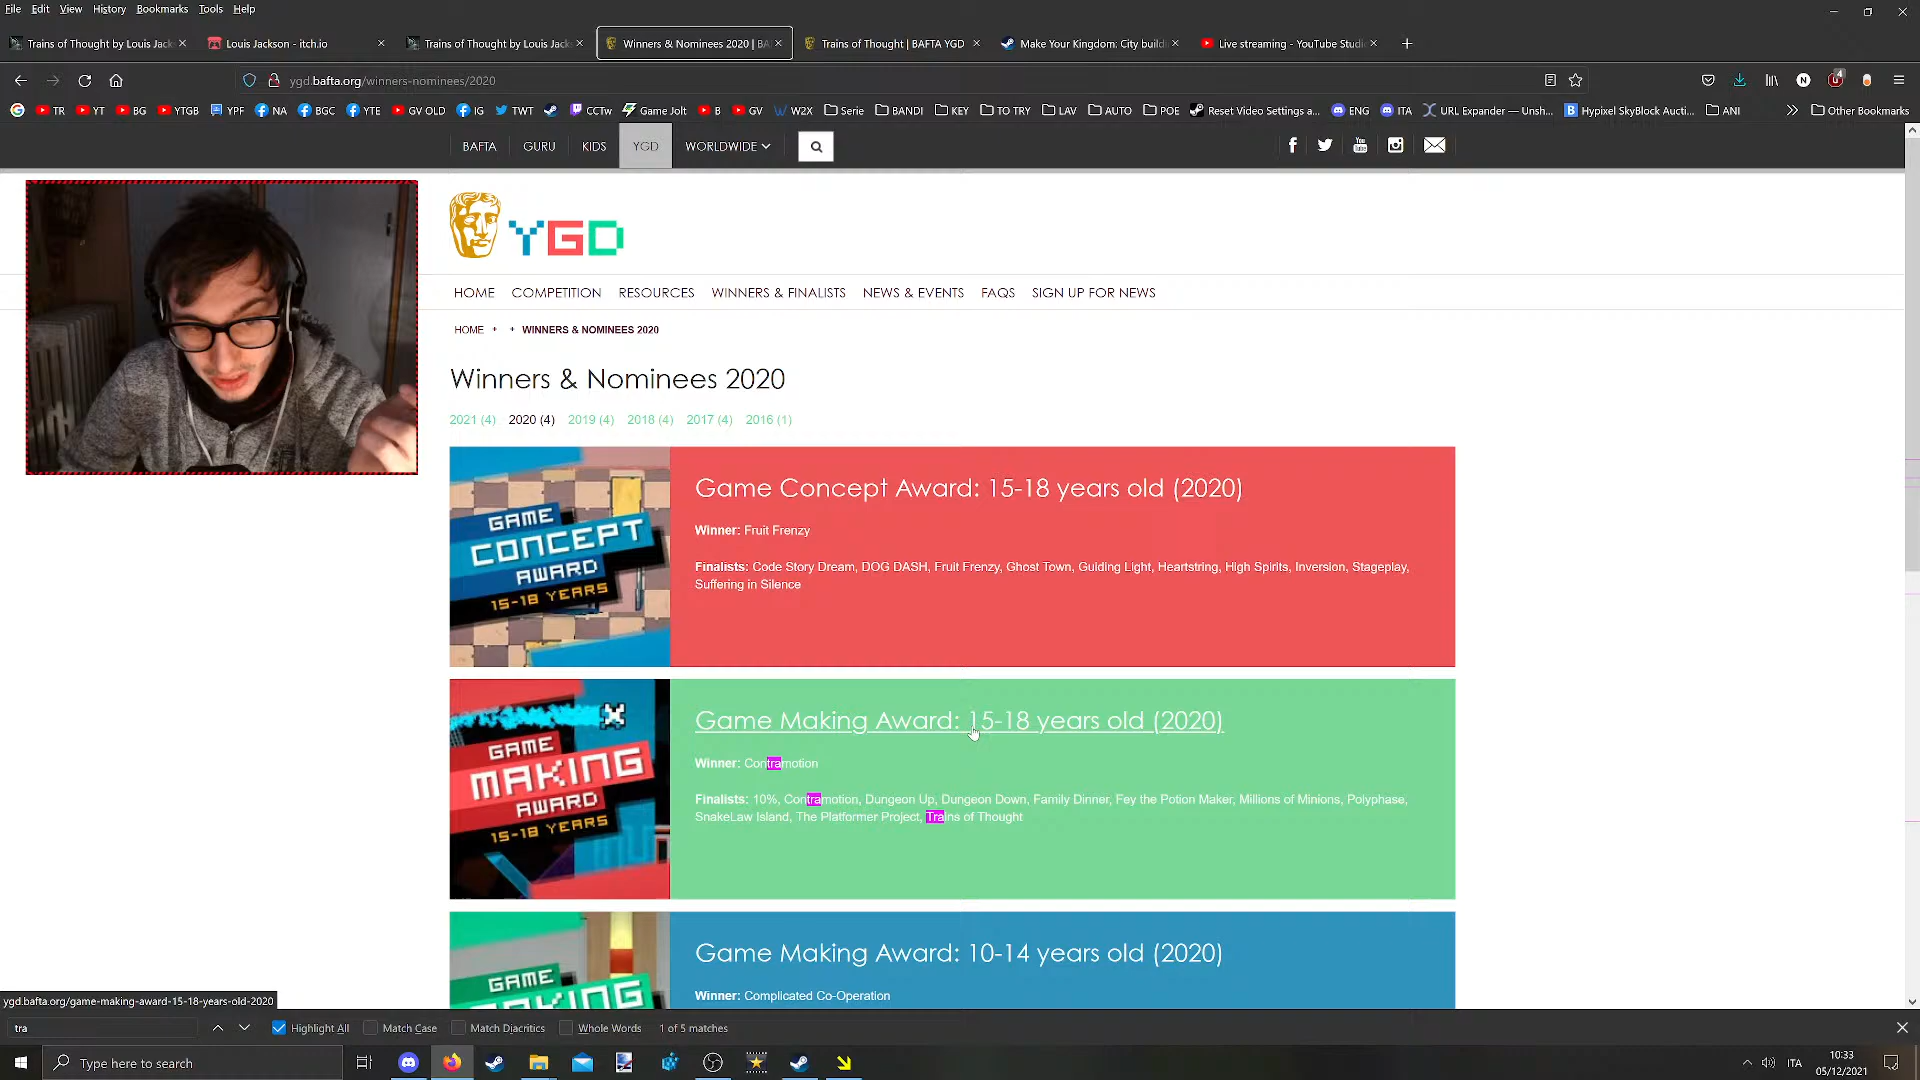 File Edit View History Bookmarks Tools Help
Trains of Thought by Louis Jack
Louis Jackson - itch.io
Trains of Thought by Louis Jack
Winners & Nominees 2020 | BA
Trains of Thought | BAFTA YGD
Make Your Kingdom: City build
Live streaming - YouTube Studi
ygd.bafta.org/winners-nominees/2020
TR YT BG YTGB YPF NA BGC YTE GV OLD IG TWT CCTw Game Jolt B GV W2X Serie BANDI KEY TO TRY LAV AUTO POE Reset Video Settings a... ENG ITA URL Expander — Unsh... Hypixel SkyBlock Aucti... ANI Other Bookmarks
BAFTA GURU KIDS YGD WORLDWIDE
YGD
HOME COMPETITION RESOURCES WINNERS & FINALISTS NEWS & EVENTS FAQS SIGN UP FOR NEWS
HOME + + WINNERS & NOMINEES 2020
Winners & Nominees 2020
2021 (4) 2020 (4) 2019 (4) 2018 (4) 2017 (4) 2016 (1)
GAME
CONCEPT
AWARD
15-18 YEARS
Game Concept Award: 15-18 years old (2020)
Winner: Fruit Frenzy
Finalists: Code Story Dream, DOG DASH, Fruit Frenzy, Ghost Town, Guiding Light, Heartstring, High Spirits, Inversion, Stageplay,
Suffering in Silence
GAME
MAKING
AWARD
15-18 YEARS
Game Making Award: 15-18 years old (2020)
Winner: Contramotion
Finalists: 10%, Contramotion, Dungeon Up, Dungeon Down, Family Dinner, Fey the Potion Maker, Millions of Minions, Polyphase,
SnakeLaw Island, The Platformer Project, Trains of Thought
GAME
MAKING
Game Making Award: 10-14 years old (2020)
Winner: Complicated Co-Operation
ygd.bafta.org/game-making-award-15-18-years-old-2020
tra
Highlight All Match Case Match Diacritics Whole Words 1 of 5 matches
Type here to search
ITA
10:33
05/12/2021